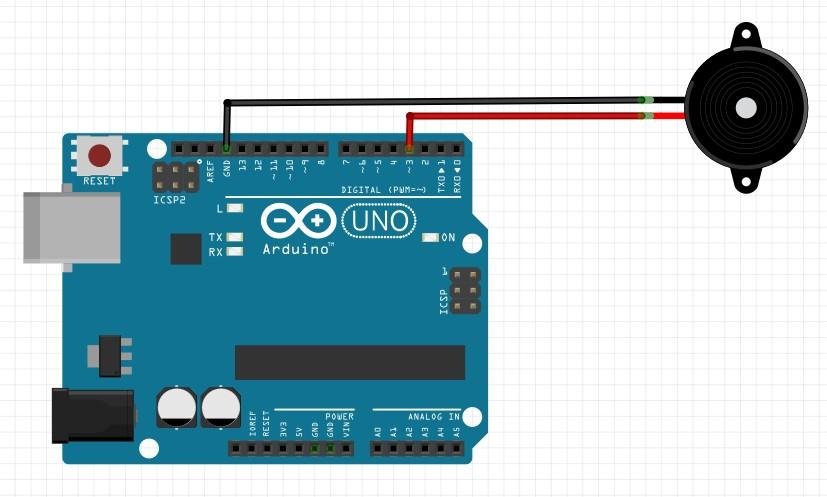 RESET
ICSP2
AREF
GND
13
12
~11
~10
~9
8
7
~6
~5
4
~3
2
TX0▶1
RX0◀0
DIGITAL (PWM=~)
L
TX
RX
UNO
ON
Arduino™
1
ICSP
IOREF
RESET
3V3
5V
GND
GND
VIN
POWER
ANALOG IN
A0
A1
A2
A3
A4
A5